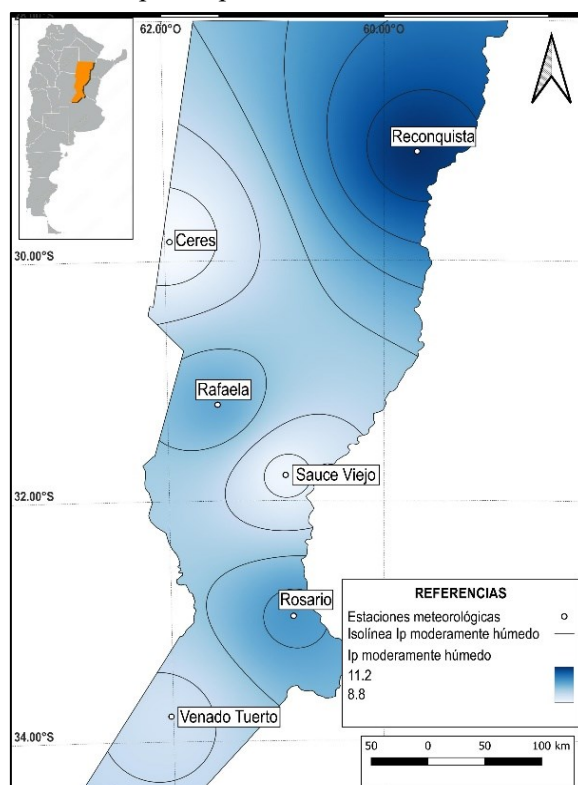 62.00°O
60.00°O
Reconquista
Ceres
30.00°S
Rafaela
Sauce Viejo
32.00°S
Rosario
REFERENCIAS
Estaciones meteorológicas
Isolínea Ip moderamente húmedo
Ip moderamente húmedo
11.2
8.8
Venado Tuerto
34.00°S
50 0 50 100 km